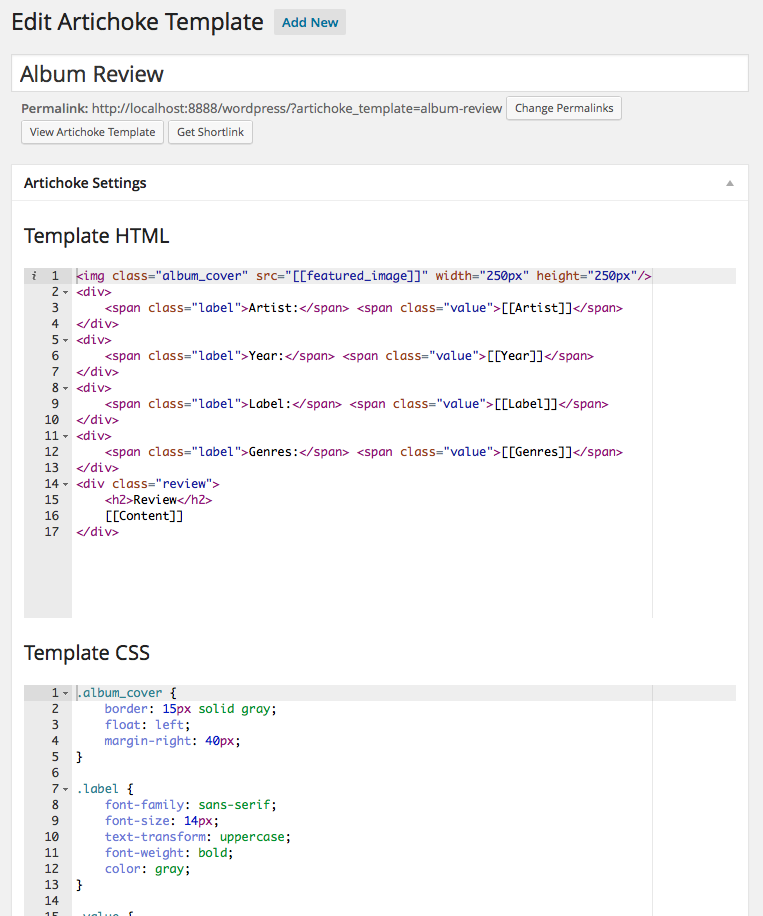 Edit Artichoke Template Add New
Album Review
Permalink: http://localhost:8888/wordpress/?artichoke_template=album-review Change Permalinks
View Artichoke Template Get Shortlink
Artichoke Settings
Template HTML
i 1 <img class="album_cover" src="[[featured_image]]" width="250px" height="250px"/>
2 <div>
3     <span class="label">Artist:</span> <span class="value">[[Artist]]</span>
4 </div>
5 <div>
6     <span class="label">Year:</span> <span class="value">[[Year]]</span>
7 </div>
8 <div>
9     <span class="label">Label:</span> <span class="value">[[Label]]</span>
10 </div>
11 <div>
12     <span class="label">Genres:</span> <span class="value">[[Genres]]</span>
13 </div>
14 <div class="review">
15     <h2>Review</h2>
16     [[Content]]
17 </div>
Template CSS
1 .album_cover {
2     border: 15px solid gray;
3     float: left;
4     margin-right: 40px;
5 }
6
7 .label {
8     font-family: sans-serif;
9     font-size: 14px;
10     text-transform: uppercase;
11     font-weight: bold;
12     color: gray;
13 }
14
15 .value {